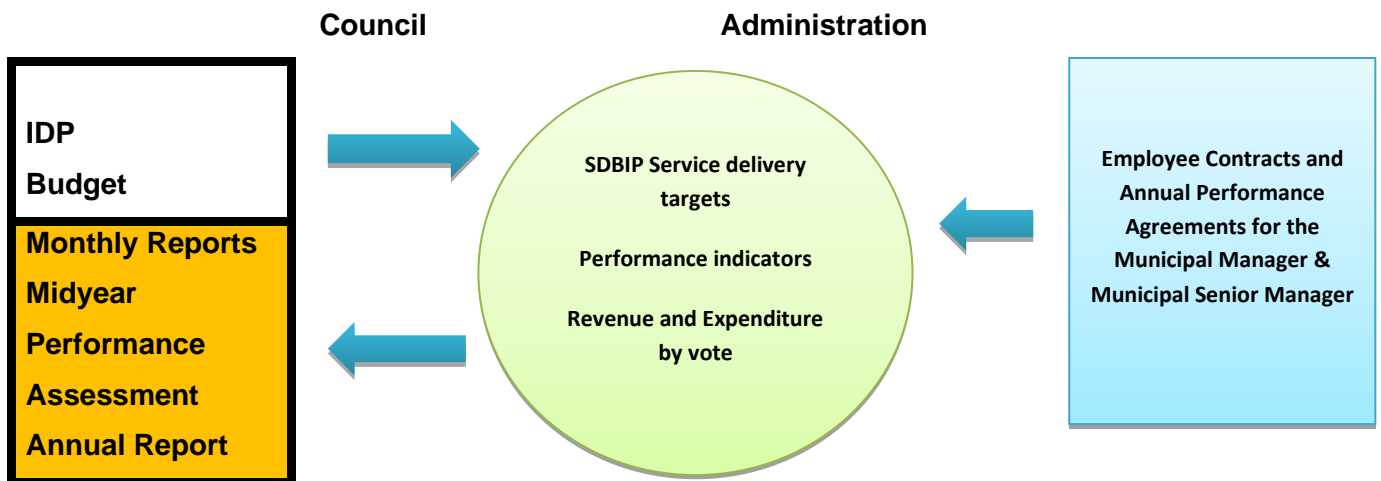 Council Administration
IDP
Budget
Monthly Reports
Midyear
Performance
Assessment
Annual Report
SDBIP Service delivery
targets
Performance indicators
Revenue and Expenditure
by vote
Employee Contracts and
Annual Performance
Agreements for the
Municipal Manager &
Municipal Senior Manager